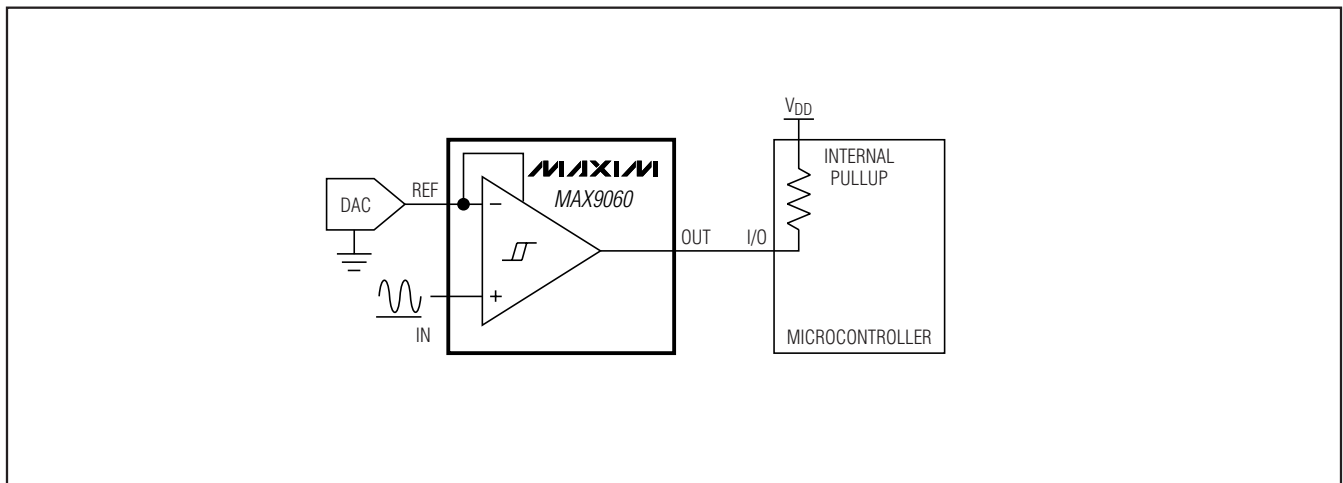 VDD
INTERNAL
PULLUP
MAXIM
MAX9060
REF
DAC
−
OUT
I/O
+
IN
MICROCONTROLLER